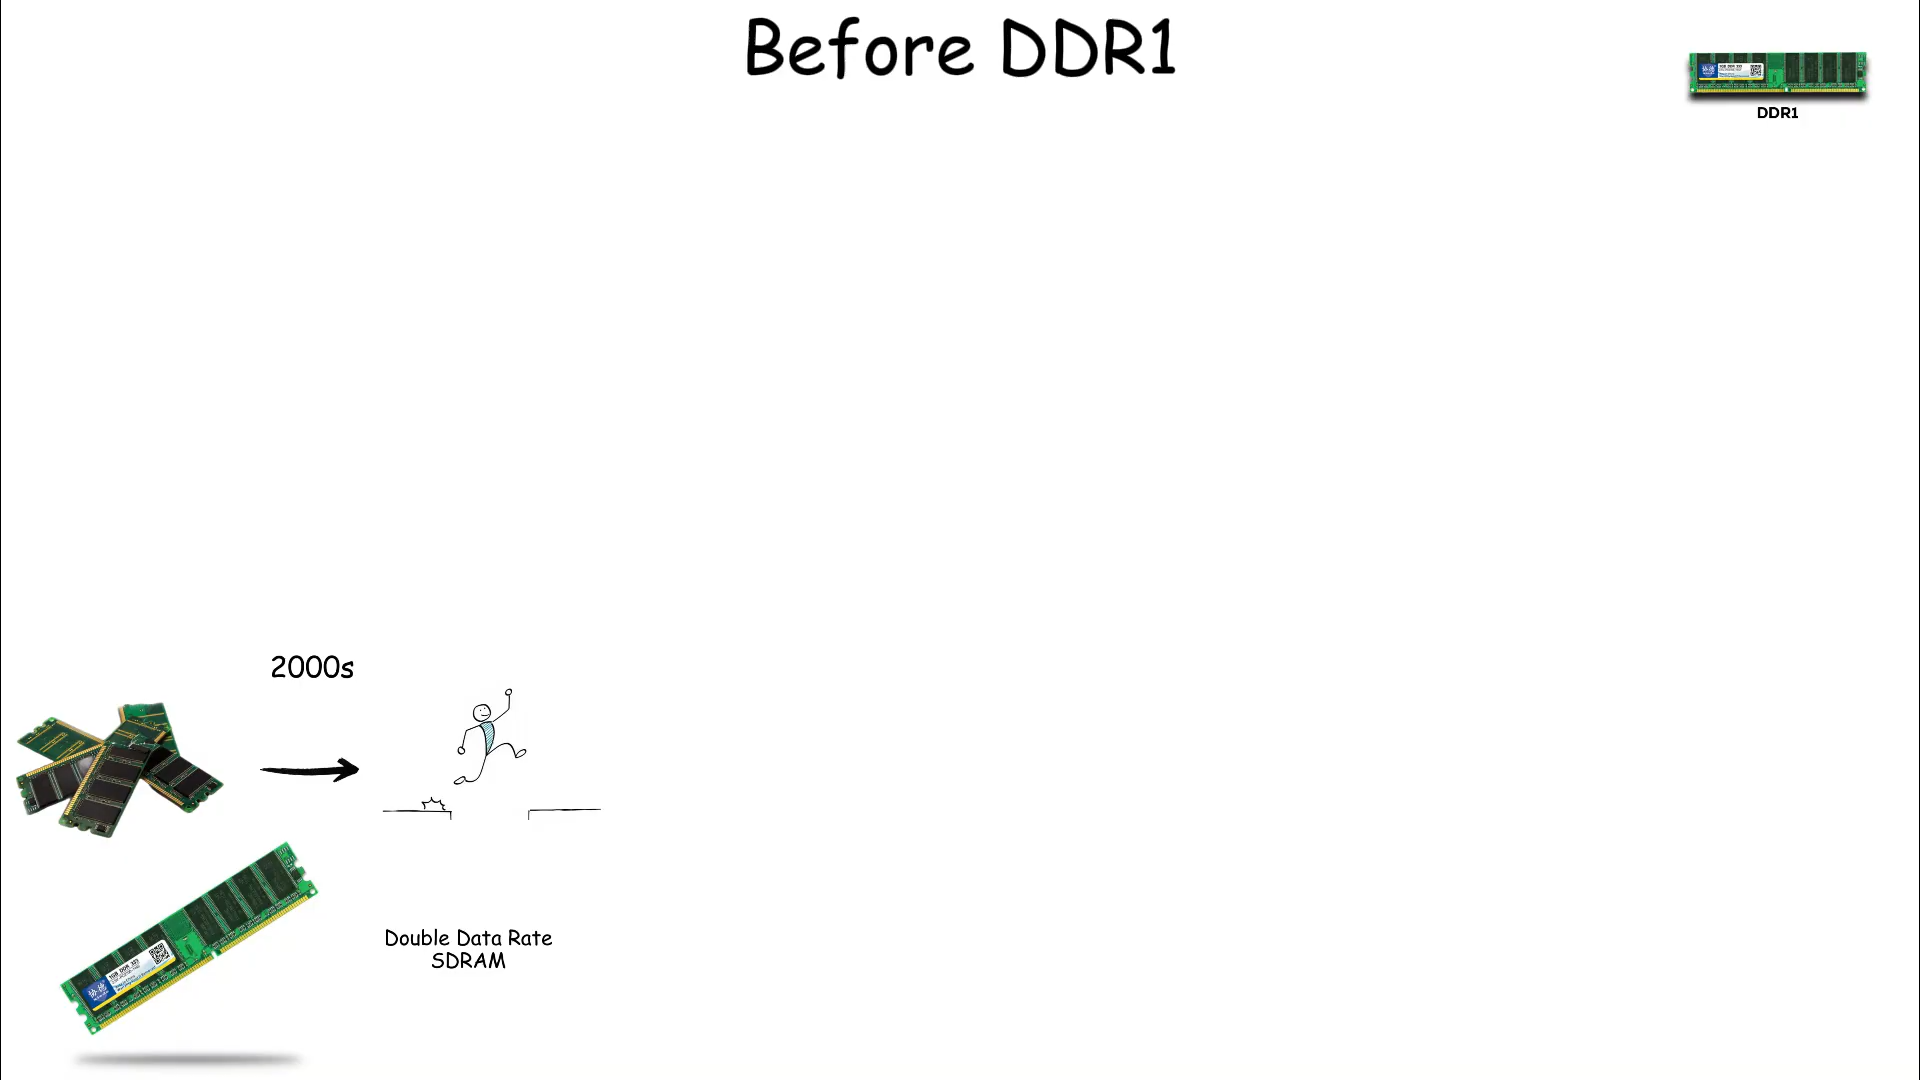 Before DDR1
DDR1
2000s
Double Data Rate
SDRAM